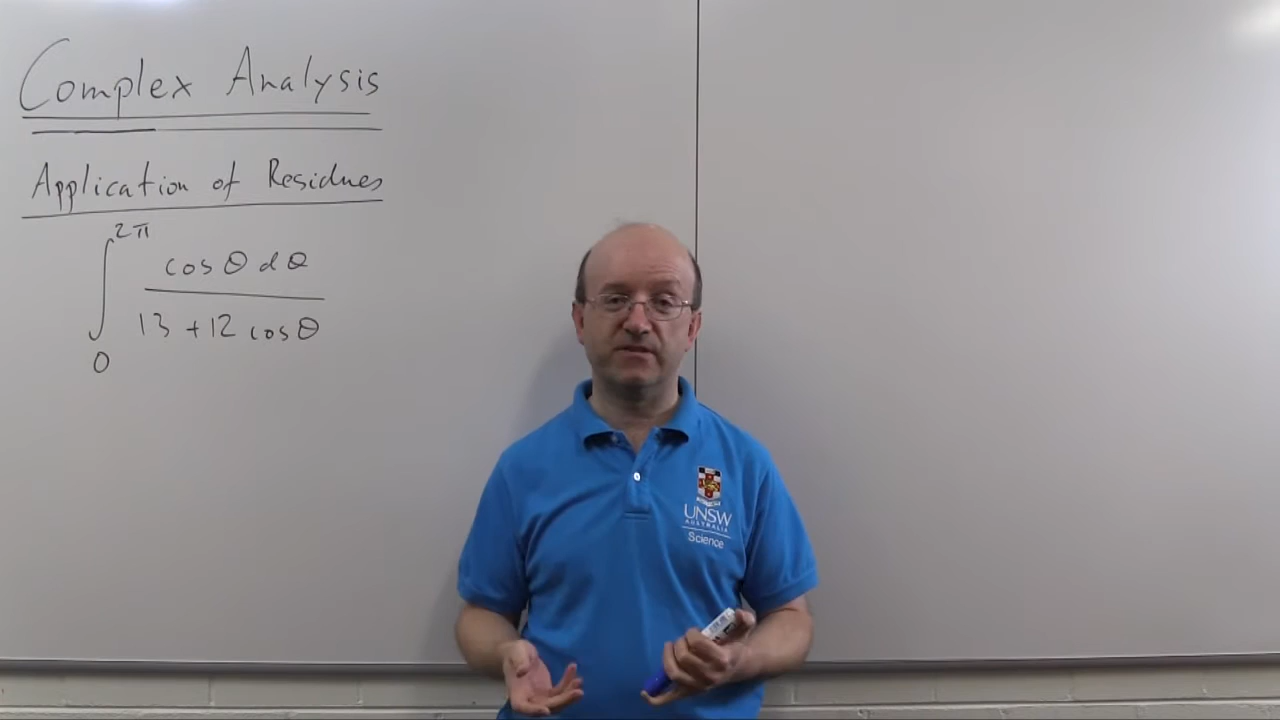 Complex Analysis
Application of Residues
∫₀^2π cos θ dθ / 13 + 12 cos θ
UNSW
AUSTRALIA
Science